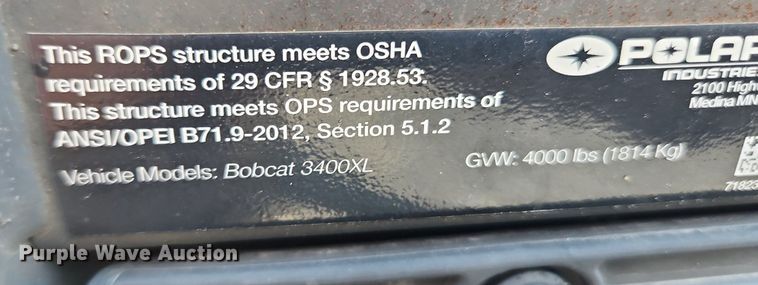 This ROPS structure meets OSHA
requirements of 29 CFR § 1928.53.
This structure meets OPS requirements of
ANSI/OPEI B71.9-2012, Section 5.1.2
Vehicle Models: Bobcat 3400XL
GVW: 4000 lbs (1814 Kg)
POLAR
INDUSTRIE
2100 High
Medina MN
7182
Purple Wave Auction